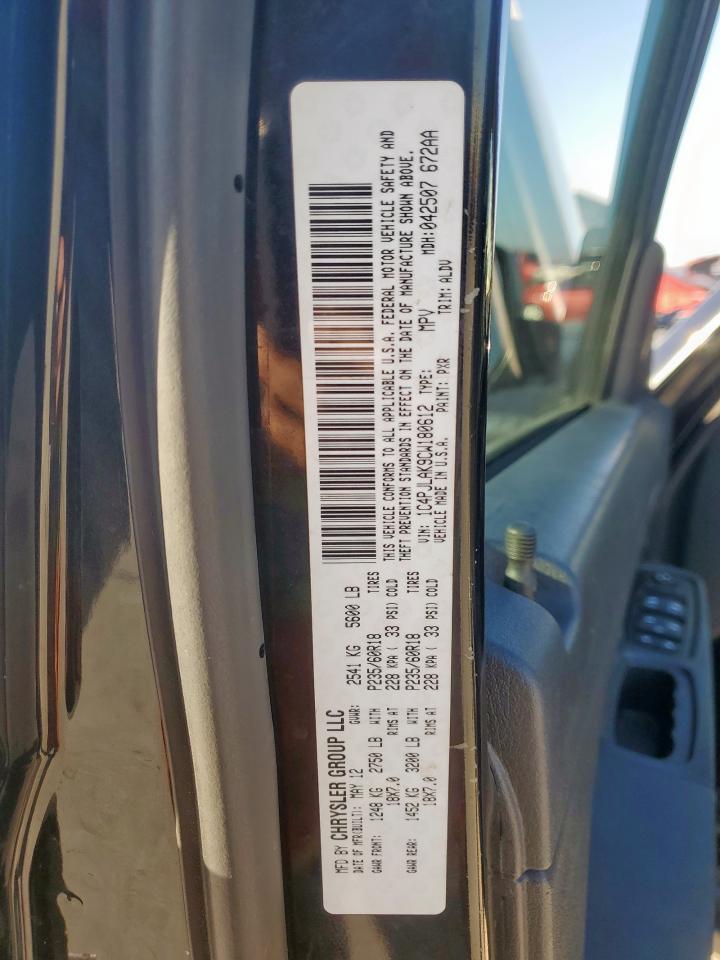 MFD BY CHRYSLER GROUP LLC
DATE OF MFR(BUILT): MAY 12 GVWR: 2541 KG 5600 LB
GAWR FRONT: 1248 KG 2750 LB WITH P235/60R18 TIRES
18X7.0 RIMS AT 228 KPA ( 33 PSI) COLD
GAWR REAR: 1452 KG 3200 LB WITH P235/60R18 TIRES
18X7.0 RIMS AT 228 KPA ( 33 PSI) COLD
THIS VEHICLE CONFORMS TO ALL APPLICABLE U.S.A. FEDERAL MOTOR VEHICLE SAFETY AND
THEFT PREVENTION STANDARDS IN EFFECT ON THE DATE OF MANUFACTURE SHOWN ABOVE.
VIN: 1C4PJLAK9CW180612 TYPE: MPV MDH:042507 672AA
VEHICLE MADE IN U.S.A. PAINT: PXR TRIM: ALDV